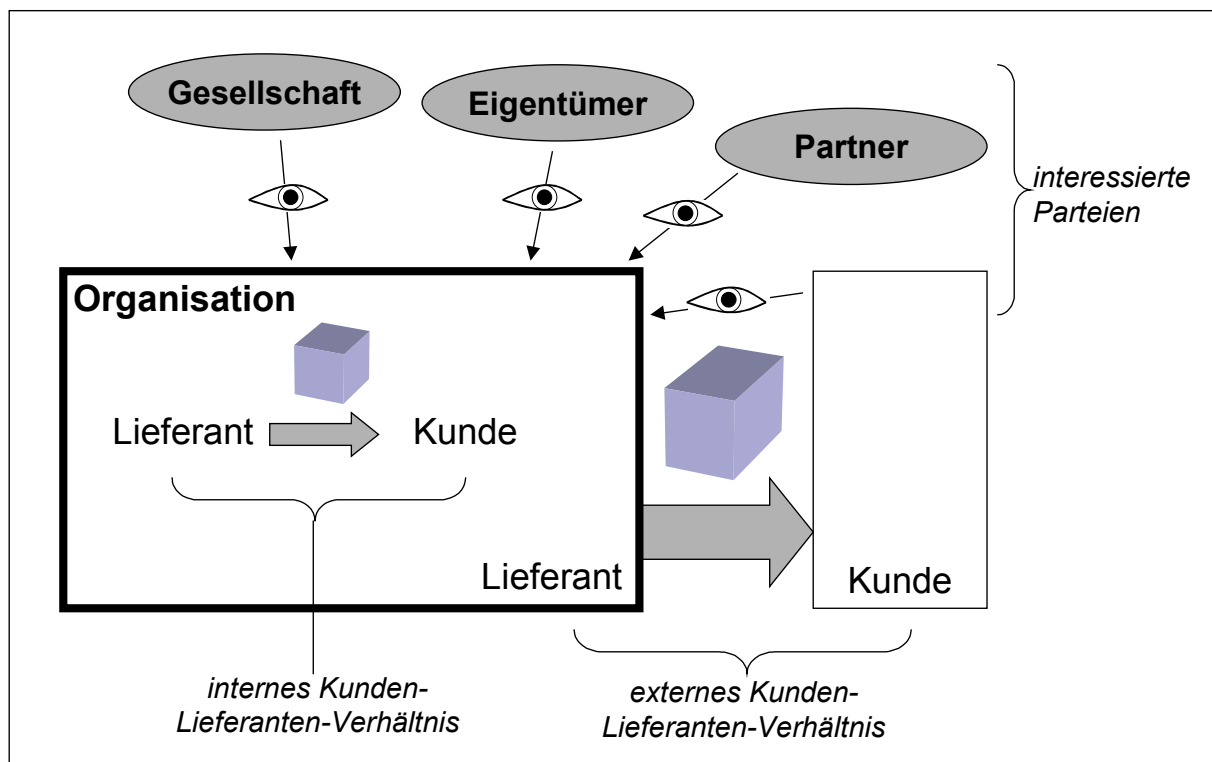 Gesellschaft
Eigentümer
Partner
interessierte
Parteien
Organisation
Lieferant
Kunde
Lieferant
Kunde
internes Kunden-
Lieferanten-Verhältnis
externes Kunden-
Lieferanten-Verhältnis